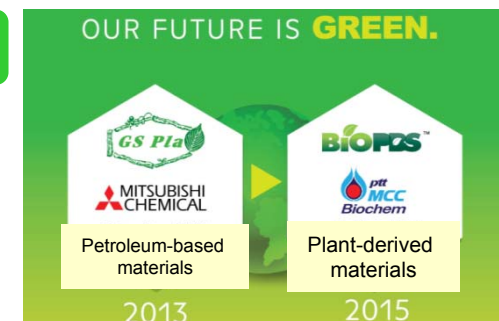 OUR FUTURE IS GREEN.
GS Pla
MITSUBISHI
CHEMICAL
Petroleum-based
materials
2013
BioPBS™
ptt
MCC
Biochem
Plant-derived
materials
2015